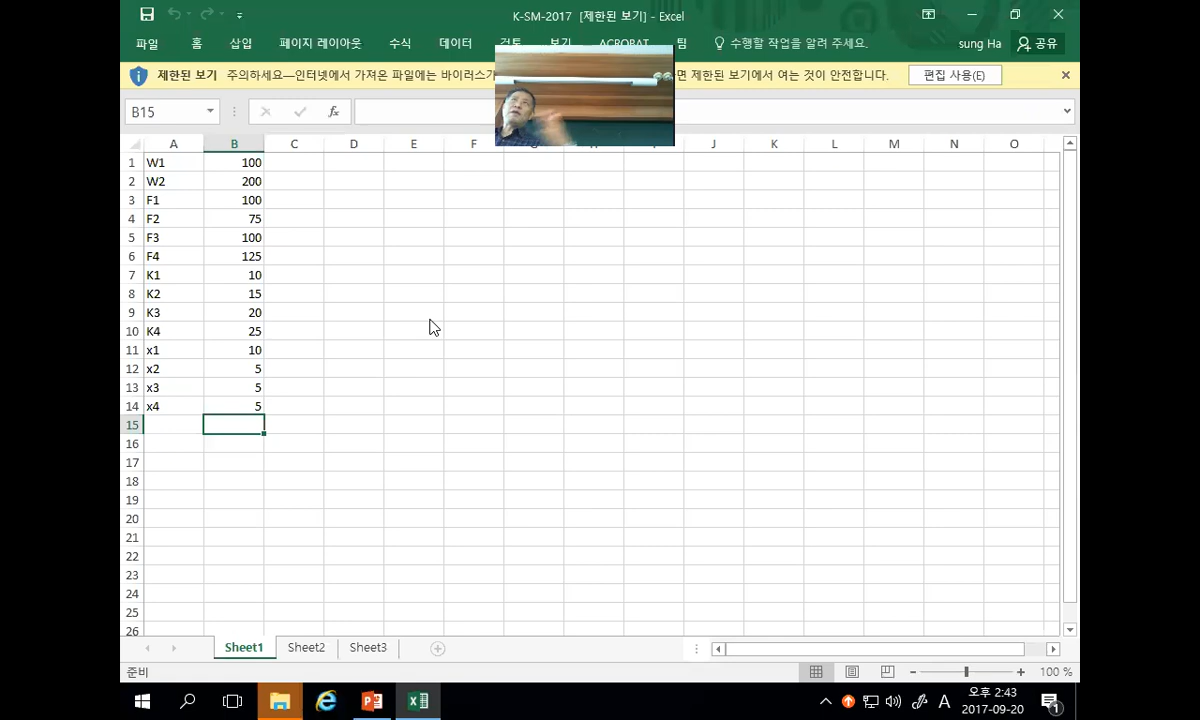 K-SM-2017 [제한된 보기] - Excel
파일 홈 삽입 페이지 레이아웃 수식 데이터 검토 보기 ACROBAT 팀 수행할 작업을 알려 주세요. sung Ha 공유
제한된 보기 주의하세요—인터넷에서 가져온 파일에는 바이러스가 면 제한된 보기에서 여는 것이 안전합니다. 편집 사용(E)
B15 fx
A B C D E F J K L M N O
1 W1 100
2 W2 200
3 F1 100
4 F2 75
5 F3 100
6 F4 125
7 K1 10
8 K2 15
9 K3 20
10 K4 25
11 x1 10
12 x2 5
13 x3 5
14 x4 5
15
16
17
18
19
20
21
22
23
24
25
26
Sheet1 Sheet2 Sheet3
준비 100 %
A 오후 2:43
2017-09-20 1